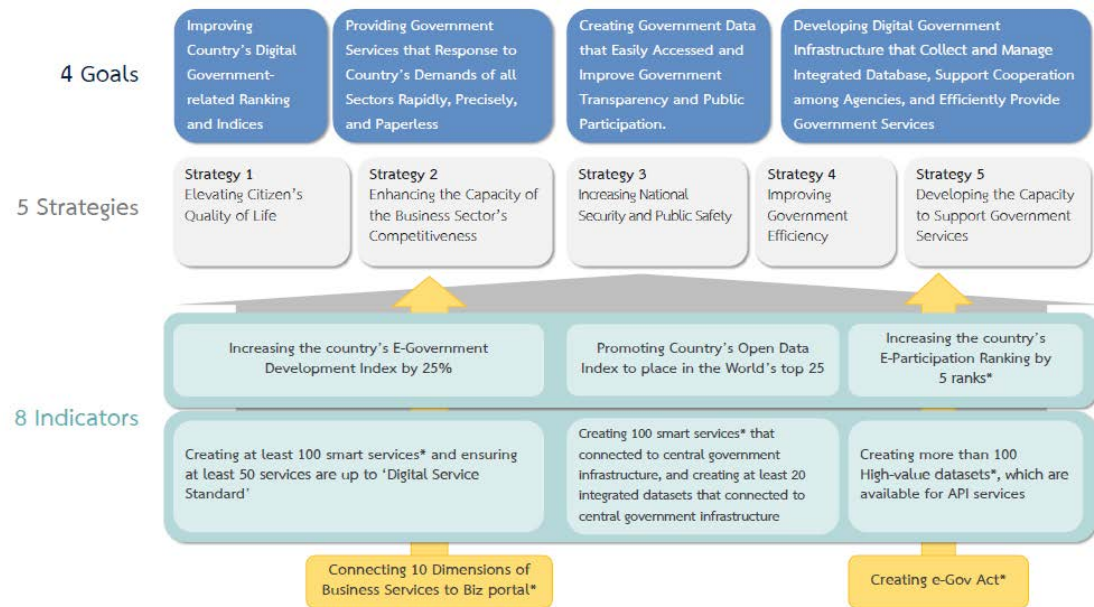 4 Goals
Improving
Country's Digital
Government-
related Ranking
and Indices
Providing Government
Services that Response to
Country's Demands of all
Sectors Rapidly, Precisely,
and Paperless
Creating Government Data
that Easily Accessed and
Improve Government
Transparency and Public
Participation.
Developing Digital Government
Infrastructure that Collect and Manage
Integrated Database, Support Cooperation
among Agencies, and Efficiently Provide
Government Services
5 Strategies
Strategy 1
Elevating Citizen's
Quality of Life
Strategy 2
Enhancing the Capacity of
the Business Sector's
Competitiveness
Strategy 3
Increasing National
Security and Public Safety
Strategy 4
Improving
Government
Efficiency
Strategy 5
Developing the Capacity
to Support Government
Services
8 Indicators
Increasing the country's E-Government
Development Index by 25%
Promoting Country's Open Data
Index to place in the World's top 25
Increasing the country's
E-Participation Ranking by
5 ranks*
Creating at least 100 smart services* and ensuring
at least 50 services are up to 'Digital Service
Standard'
Creating 100 smart services* that
connected to central government
infrastructure, and creating at least 20
integrated datasets that connected to
central government infrastructure
Creating more than 100
High-value datasets*, which are
available for API services
Connecting 10 Dimensions of
Business Services to Biz portal*
Creating e-Gov Act*